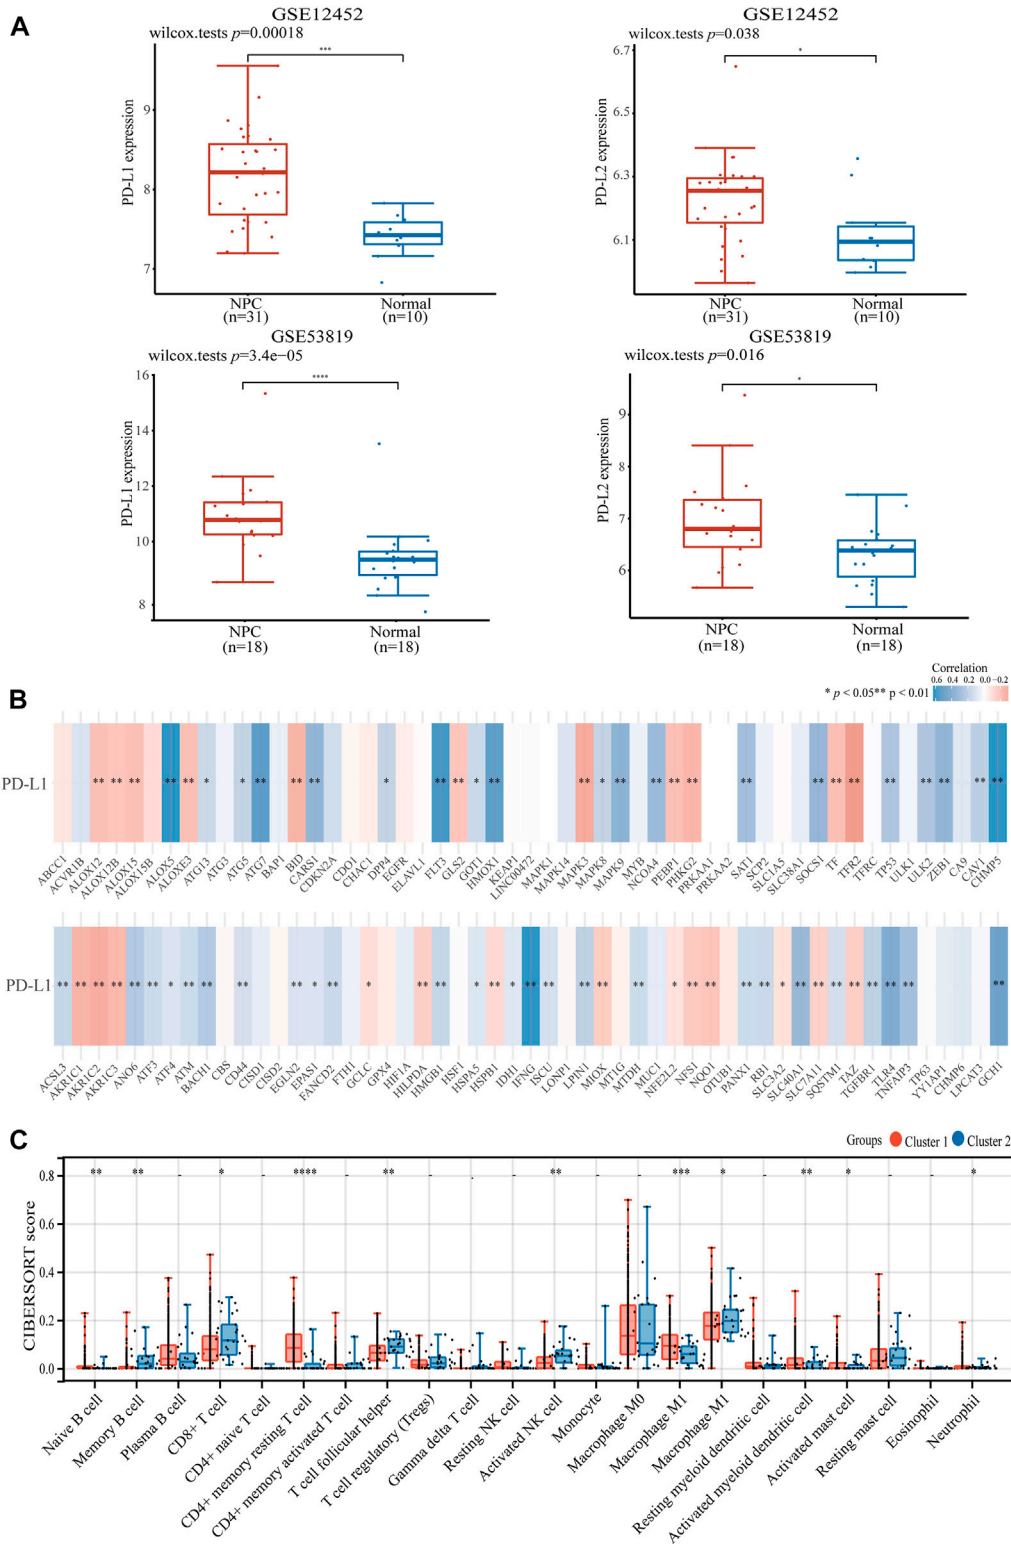 A
GSE12452
wilcox.tests p=0.00018
***
PD-L1 expression
9
8
7
NPC
(n=31)
Normal
(n=10)
GSE12452
wilcox.tests p=0.038
*
PD-L2 expression
6.7
6.5
6.3
6.1
NPC
(n=31)
Normal
(n=10)
GSE53819
wilcox.tests p=3.4e−05
****
PD-L1 expression
16
14
12
10
8
NPC
(n=18)
Normal
(n=18)
GSE53819
wilcox.tests p=0.016
*
PD-L2 expression
9
8
7
6
NPC
(n=18)
Normal
(n=18)
B
Correlation
* p < 0.05** p < 0.01
0.6 0.4 0.2 0.0 −0.2
PD-L1
** ** ** ** ** * * ** ** ** * ** ** * ** ** * ** ** ** ** ** ** ** ** ** ** ** ** **
ABCC1
ACVR1B
ALOX12
ALOX12B
ALOX15
ALOX15B
ALOX5
ALOXE3
ATG13
ATG3
ATG5
ATG7
BAP1
BID
CARS1
CDKN2A
CDO1
CHAC1
DPP4
EGFR
ELAVL1
FLT3
GLS2
GOT1
HMOX1
KEAP1
LINC00472
MAPK1
MAPK14
MAPK3
MAPK8
MAPK9
MYB
NCOA4
PEBP1
PHKG2
PRKAA1
PRKAA2
SAT1
SCP2
SLC1A5
SLC38A1
SOCS1
TF
TFR2
TFRC
TP53
ULK1
ULK2
ZEB1
CA9
CAV1
CHMP5
PD-L1
** ** ** ** ** ** * ** ** ** ** * ** * ** ** * ** * ** ** ** ** ** * ** ** ** ** * ** ** ** ** ** ** ** **
ACSL3
AKR1C1
AKR1C2
AKR1C3
ANO6
ATF3
ATF4
ATM
BACH1
CBS
CD44
CISD1
CISD2
EGLN2
EPAS1
FANCD2
FTH1
GCLC
GPX4
HIF1A
HILPDA
HMGB1
HSF1
HSPA5
HSPB1
IDH1
IFNG
ISCU
LONP1
LPIN1
MIOX
MT1G
MTDH
MUC1
NFE2L2
NFS1
NQO1
OTUB1
PANX1
RB1
SLC3A2
SLC40A1
SLC7A11
SQSTM1
TAZ
TGFBR1
TLR4
TNFAIP3
TP63
YY1AP1
CHMP6
LPCAT3
GCH1
C
Groups Cluster 1 Cluster 2
** ** - * - **** - ** - - ** - - *** * - ** * - - *
CIBERSORT score
0.8
0.6
0.4
0.2
0.0
Naive B cell
Memory B cell
Plasma B cell
CD8+ T cell
CD4+ naive T cell
CD4+ memory resting T cell
CD4+ memory activated T cell
T cell follicular helper
T cell regulatory (Tregs)
Gamma delta T cell
Resting NK cell
Activated NK cell
Monocyte
Macrophage M0
Macrophage M1
Macrophage M1
Resting myeloid dendritic cell
Activated myeloid dendritic cell
Activated mast cell
Resting mast cell
Eosinophil
Neutrophil